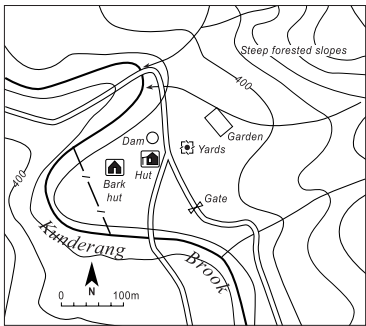 Steep forested slopes
400
Garden
Dam
Yards
Hut
Bark
hut
400
Gate
Kunderang
Brook
N
0 100m